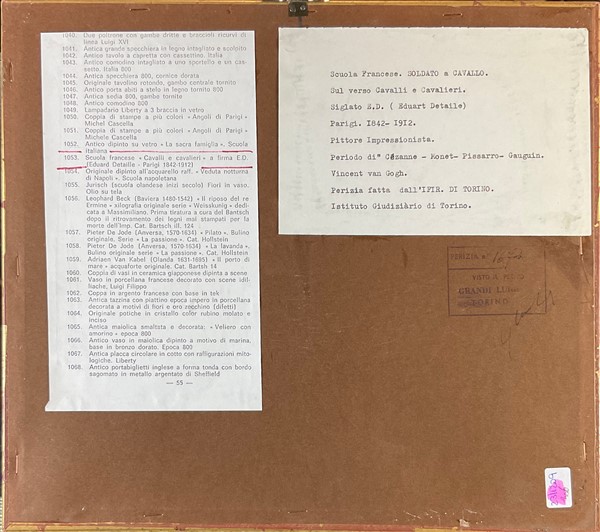 1040. Due poltrone con gambe dritte e braccioli ricurvi di
linea Luigi XVI
1041. Antica grande specchiera in legno intagliato e scolpito
1042. Antico tavolo a capretta con cassettino. Italia
1043. Antico comodino intagliato a uno sportello e un cas-
setto. Italia 800
1044. Antica specchiera 800, cornice dorata
1045. Originale tavolino rotondo, gamba centrale tornito
1046. Antico porta abiti a stelo in legno tornito 800
1047. Antica sedia 800, gambe tornite
1048. Antico comodino 800
1049. Lampadario Liberty a 3 braccia in vetro
1050. Coppia di stampe a più colori « Angoli di Parigi »
Michel Cascella
1051. Coppia di stampe a più colori « Angoli di Parigi »
Michele Cascella
1052. Antico dipinto su vetro « La sacra famiglia ». Scuola
Italiana
1053. Scuola francese « Cavalli e cavalieri » a firma E.D.
(Eduard Detaille - Parigi 1842-1912)
1054. Originale dipinto all'acquarello raff. « Veduta notturna
di Napoli ». Scuola napoletana
1055. Jurisch (scuola olandese inizi secolo) Fiori in vaso.
Olio su tela
1056. Leophard Beck (Baviera 1480-1542) « Il riposo del re
Ermine » xilografia originale serie « Weisskunig » dedi-
cata a Massimiliano. Prima tiratura a cura del Bantsch
dopo il ritrovamento dei legni mai stampati per la
morte dell'Imp. Cat. Bartsch ill. 124
1057. Pieter De Jode (Anversa, 1570-1634) « Pilato ». Bulino
originale. Serie « La passione ». Cat. Hollstein
1058. Pieter De Jode (Anversa, 1570-1634) « La lavanda ».
Bulino originale serie « La passione ». Cat. Hollstein
1059. Adriaen Van Kabel (Olanda 1631-1695) « Il porto di
mare » acquaforte originale. Cat. Bartsh 14
1060. Coppia di vasi in ceramica giapponese dipinta a scene
1061. Vaso in porcellana francese decorato con scene idil-
liache, Luigi Filippo
1062. Coppa in argento francese con base in tek
1063. Antica tazzina con piattino epoca impero in porcellana
decorata a motivi di fiori e oro zecchino (difetti)
1064. Originale potiche in cristallo color rubino molato e
inciso
1065. Antica maiolica smaltata e decorata: « Veliero con
amorino » epoca 800
1066. Antico vaso in maiolica dipinto a motivo di marina,
base in bronzo dorato. Epoca 800
1067. Antica placca circolare in cotto con raffigurazioni mito-
logiche. Liberty
1068. Antico portabiglietti inglese a forma tonda con bordo
sagomato in metallo argentato di Sheffield
— 55 —
Scuola Francese. SOLDATO a CAVALLO.
Sul verso Cavalli e Cavalieri.
Siglato E.D. ( Eduart Detaile)
Parigi. 1842- 1912.
Pittore Impressionista.
Periodo di" Cèzanne - Monet- Pissarro- Gauguin.
Vincent van Gogh.
Perizia fatta dall'IFIR. DI TORINO.
Istituto Giudisiàrio di Torino.
PERIZIA n°
VISTO IL
GRANDI
TORINO